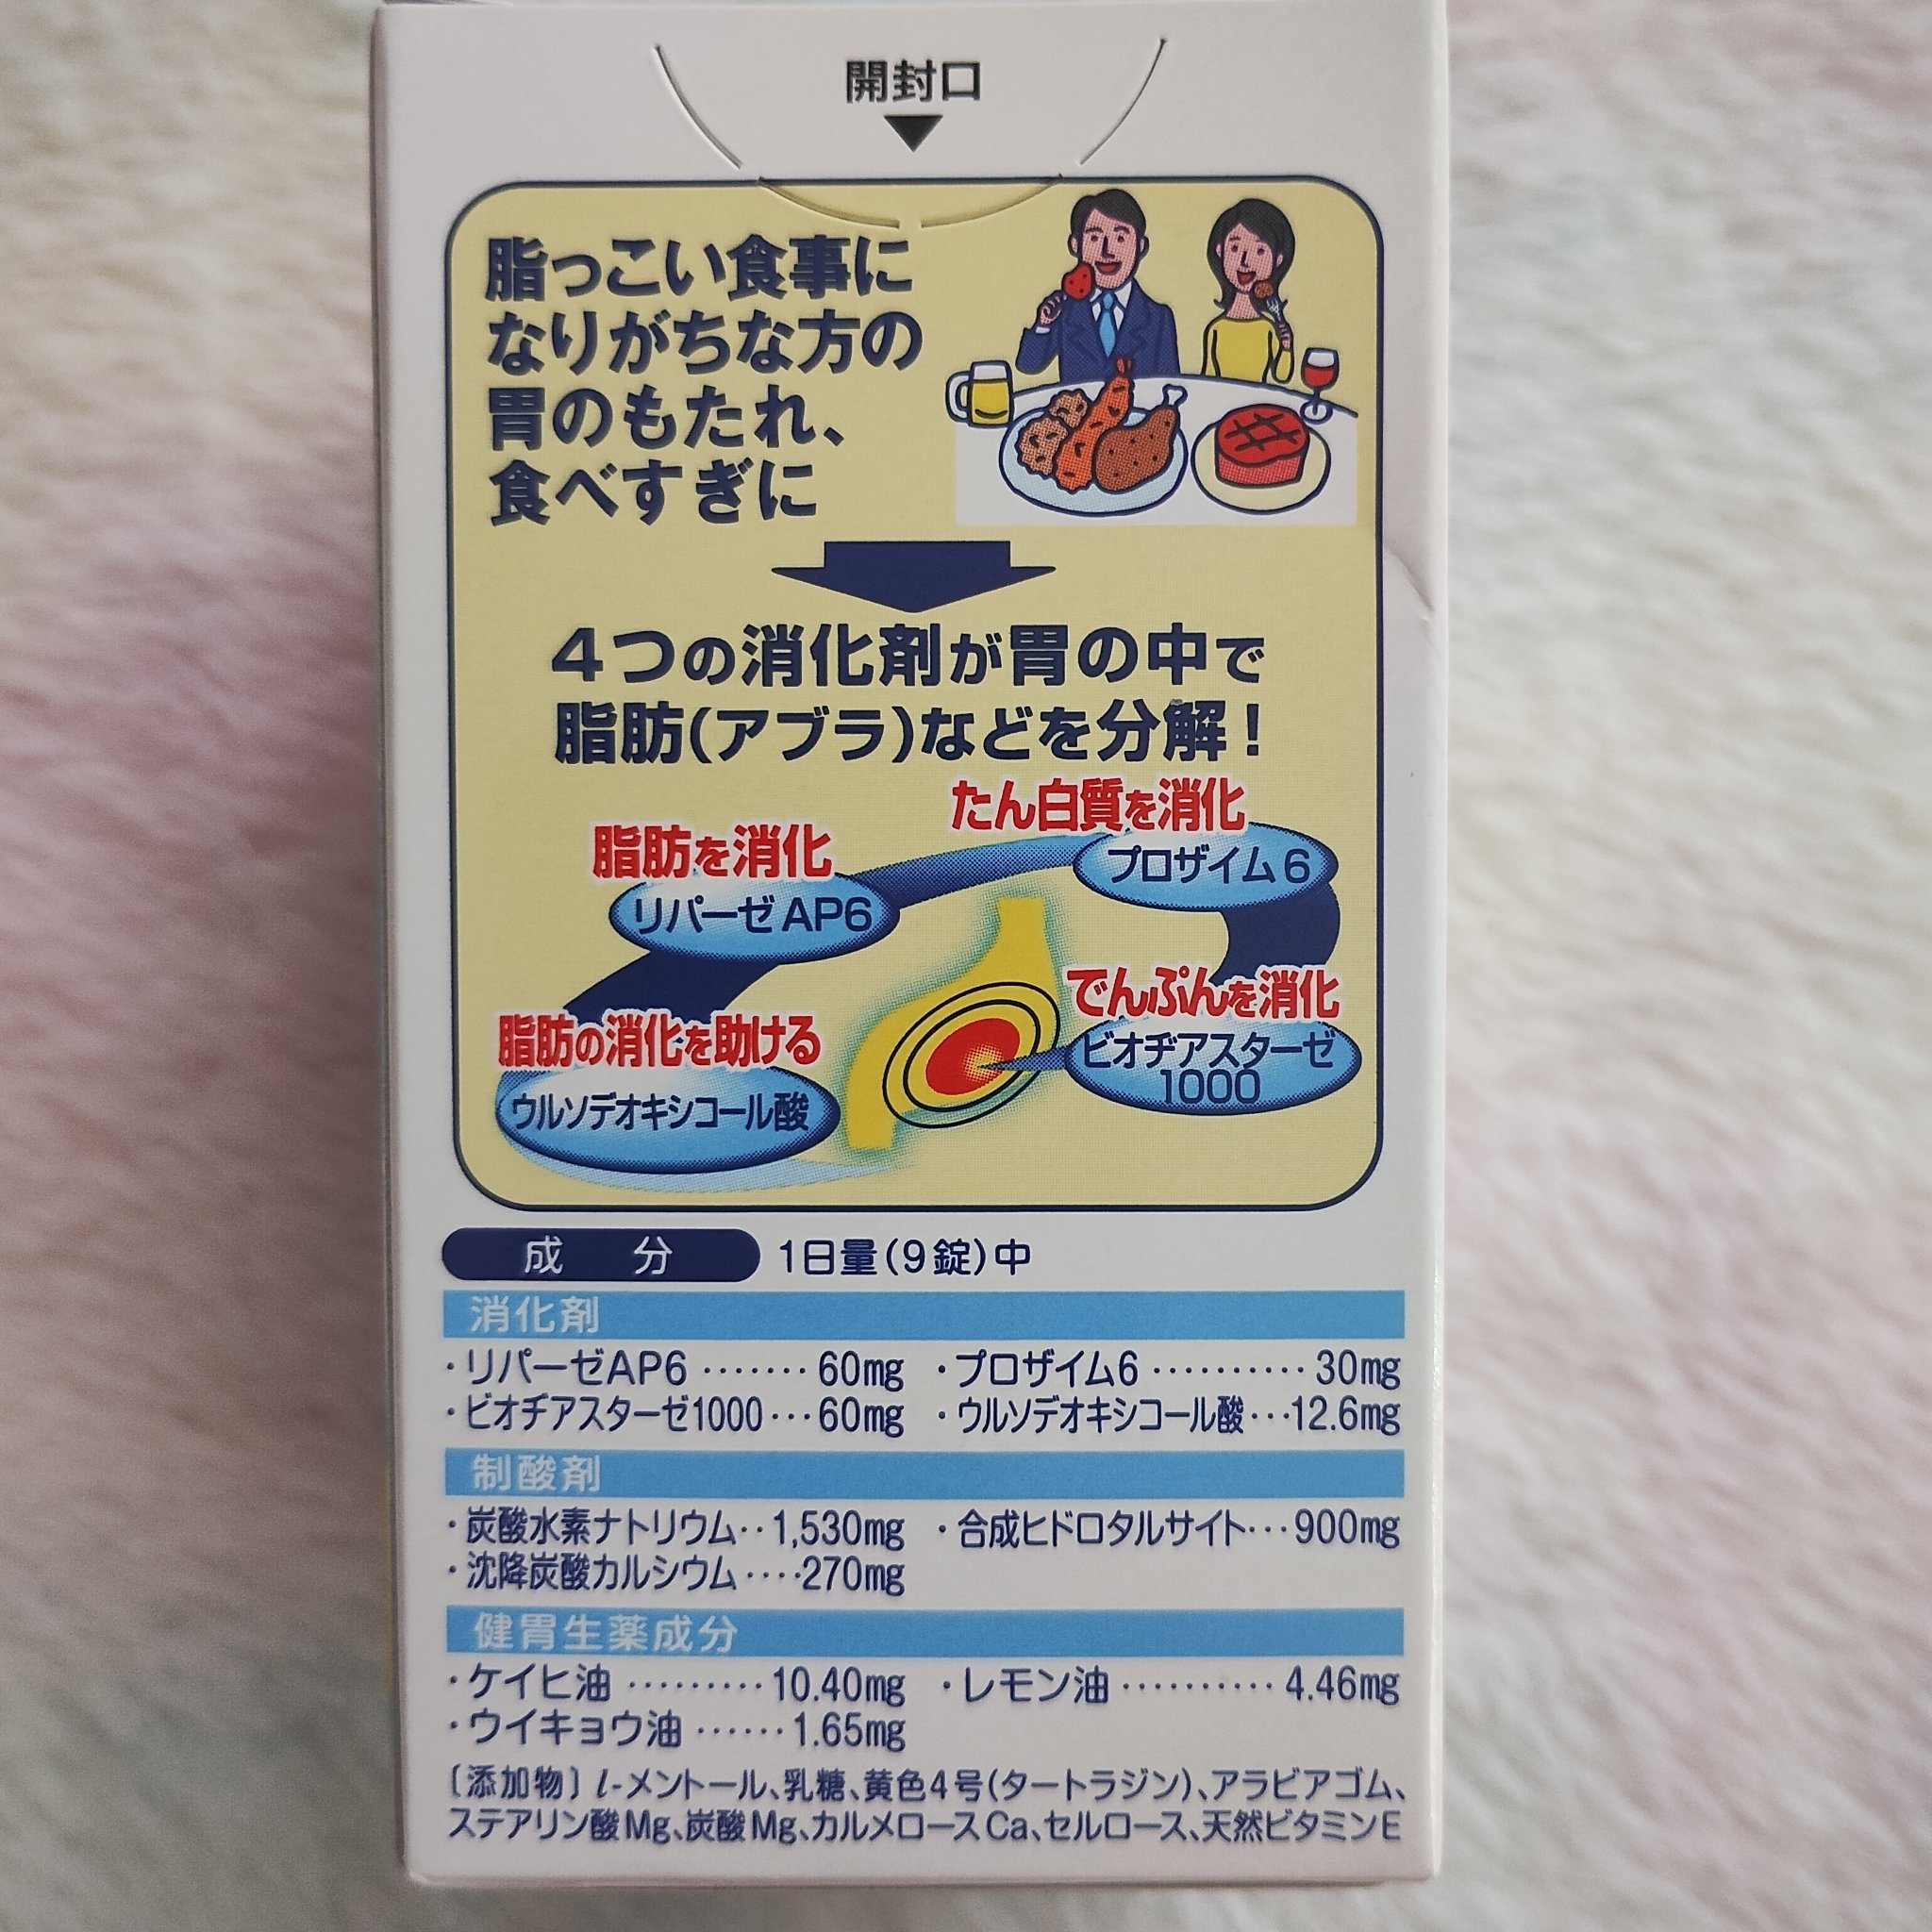 開封口
脂っこい食事に
なりがちな方の
胃のもたれ、
食べすぎに
4つの消化剤が胃の中で
脂肪(アブラ)などを分解!
たん白質を消化
プロザイム6
脂肪を消化
リパーゼAP6
でんぷんを消化
ビオヂアスターゼ
1000
脂肪の消化を助ける
ウルソデオキシコール酸
成 分 1日量(9錠)中
消化剤
・リパーゼAP6 ······· 60mg ・プロザイム6 ·········· 30mg
・ビオヂアスターゼ1000···60mg ・ウルソデオキシコール酸···12.6mg
制酸剤
・炭酸水素ナトリウム··1,530mg ・合成ヒドロタルサイト···900mg
・沈降炭酸カルシウム····270mg
健胃生薬成分
・ケイヒ油 ·········10.40mg ・レモン油 ·········· 4.46mg
・ウイキョウ油 ······1.65mg
〔添加物〕l-メントール、乳糖、黄色4号(タートラジン)、アラビアゴム、
ステアリン酸Mg、炭酸Mg、カルメロースCa、セルロース、天然ビタミンE